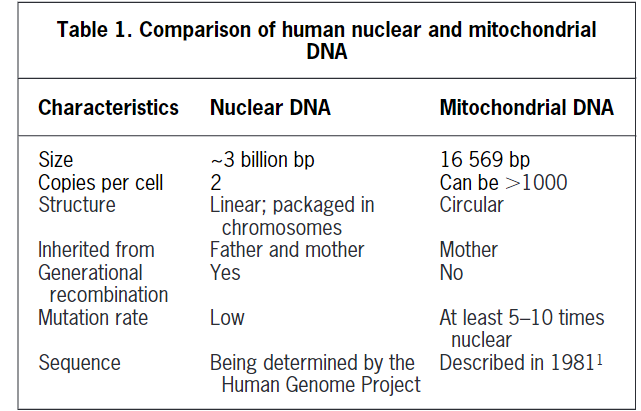 Table 1. Comparison of human nuclear and mitochondrial
DNA
Characteristics Nuclear DNA Mitochondrial DNA
Size ~3 billion bp 16 569 bp
Copies per cell 2 Can be >1000
Structure Linear; packaged in Circular
chromosomes
Inherited from Father and mother Mother
Generational Yes No
recombination
Mutation rate Low At least 5–10 times
nuclear
Sequence Being determined by the Described in 1981¹
Human Genome Project